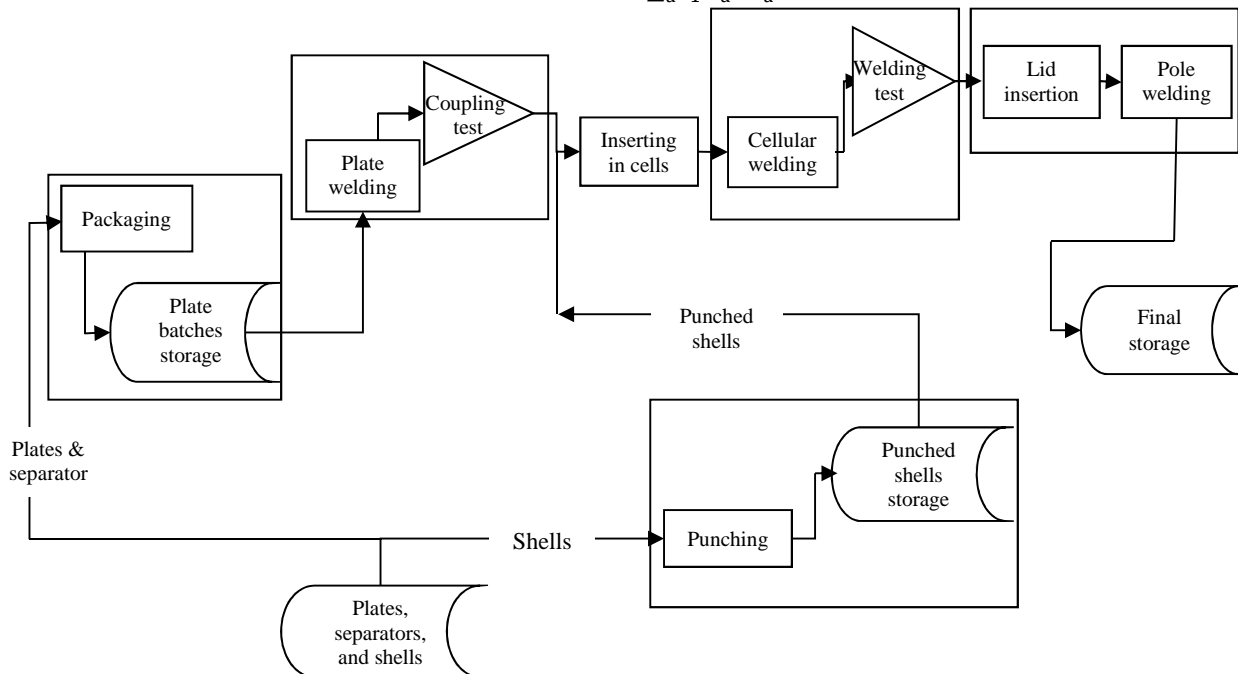 Coupling
test
Plate
welding
Inserting
in cells
Cellular
welding
Welding
test
Lid
insertion
Pole
welding
Packaging
Plate
batches
storage
Punched
shells
Final
storage
Plates &
separator
Punched
shells
storage
Shells
Punching
Plates,
separators,
and shells